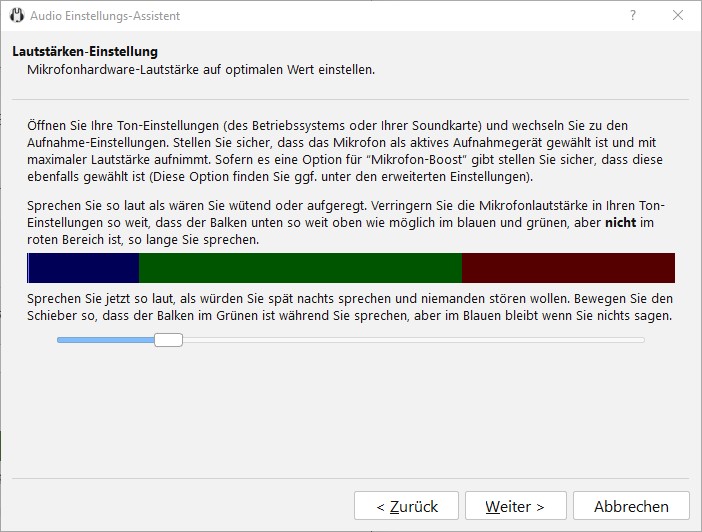 Audio Einstellungs-Assistent
?
Lautstärken-Einstellung
Mikrofonhardware-Lautstärke auf optimalen Wert einstellen.
Öffnen Sie Ihre Ton-Einstellungen (des Betriebssystems oder Ihrer Soundkarte) und wechseln Sie zu den
Aufnahme-Einstellungen. Stellen Sie sicher, dass das Mikrofon als aktives Aufnahmegerät gewählt ist und mit
maximaler Lautstärke aufnimmt. Sofern es eine Option für “Mikrofon-Boost” gibt stellen Sie sicher, dass diese
ebenfalls gewählt ist (Diese Option finden Sie ggf. unter den erweiterten Einstellungen).
Sprechen Sie so laut als wären Sie wütend oder aufgeregt. Verringern Sie die Mikrofonlautstärke in Ihren Ton-
Einstellungen so weit, dass der Balken unten so weit oben wie möglich im blauen und grünen, aber nicht im
roten Bereich ist, so lange Sie sprechen.
Sprechen Sie jetzt so laut, als würden Sie spät nachts sprechen und niemanden stören wollen. Bewegen Sie den
Schieber so, dass der Balken im Grünen ist während Sie sprechen, aber im Blauen bleibt wenn Sie nichts sagen.
< Zurück
Weiter >
Abbrechen